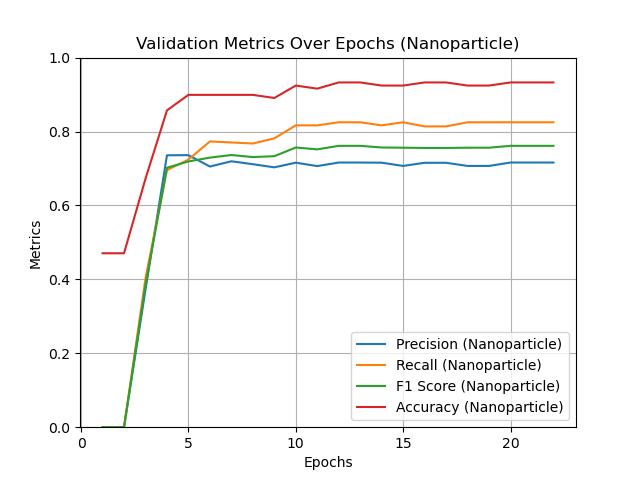 Validation Metrics Over Epochs (Nanoparticle)
1.0
0.8
0.6
0.4
0.2
0.0
Metrics
0
5
10
15
20
Epochs
Precision (Nanoparticle)
Recall (Nanoparticle)
F1 Score (Nanoparticle)
Accuracy (Nanoparticle)